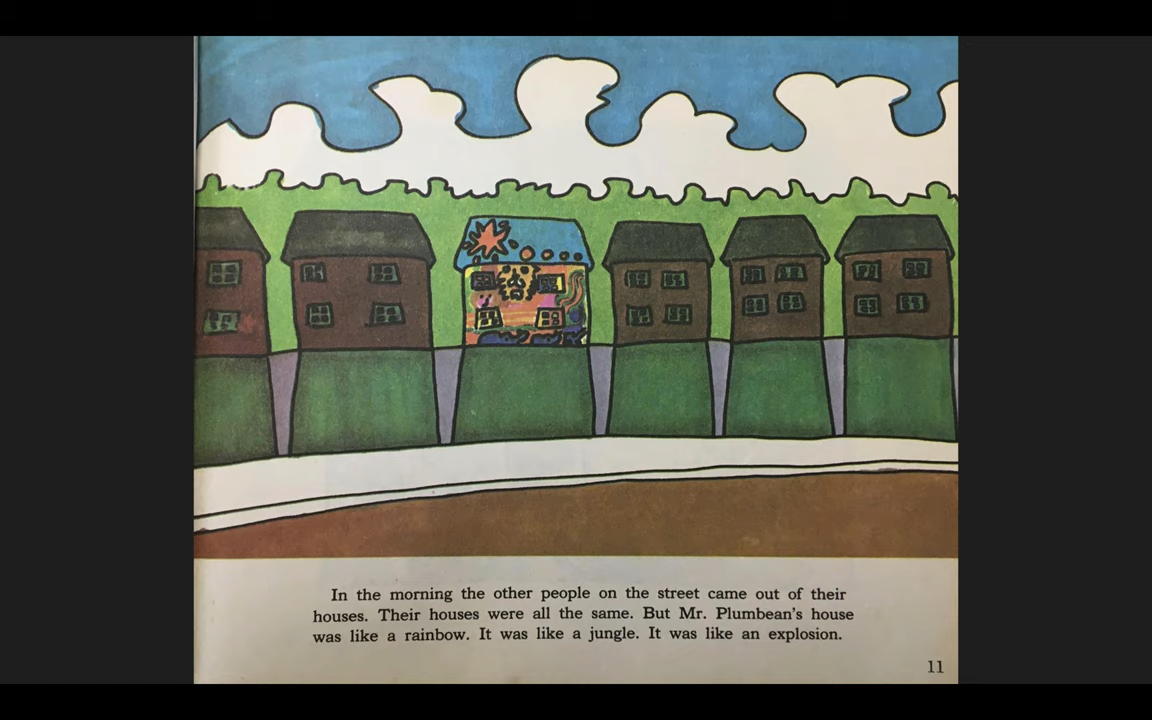 In the morning the other people on the street came out of their
houses. Their houses were all the same. But Mr. Plumbean's house
was like a rainbow. It was like a jungle. It was like an explosion.
11